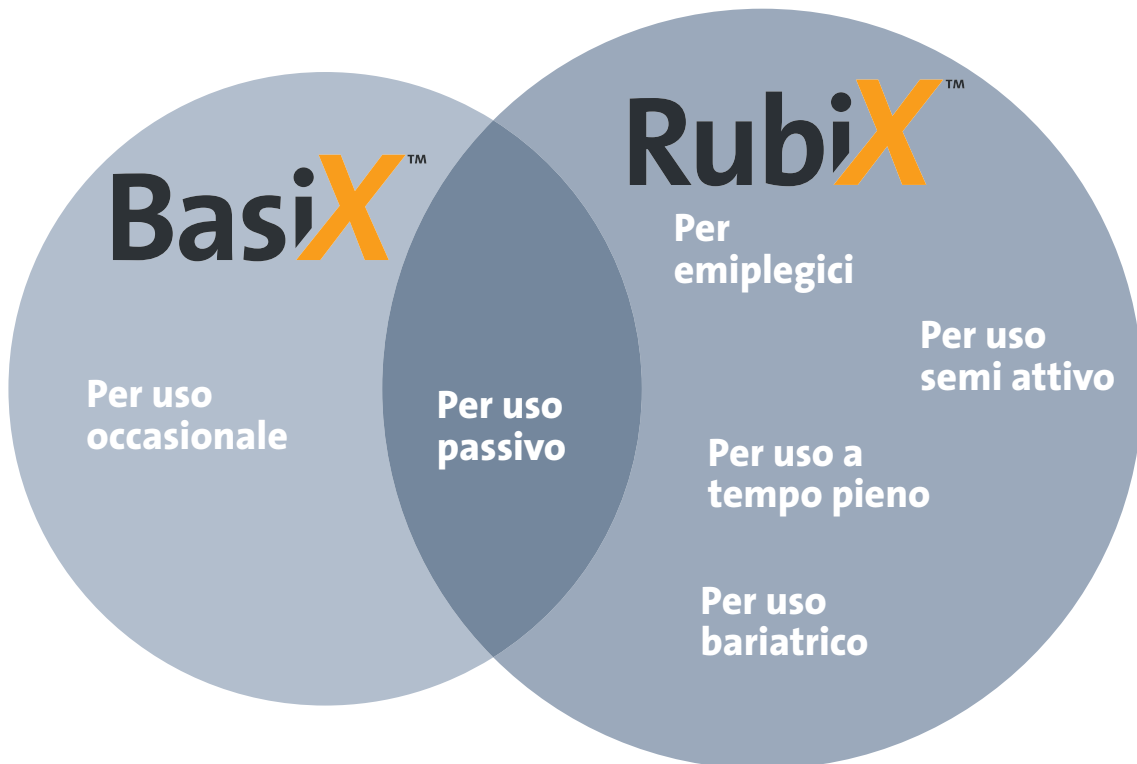 BasiX™
RubiX™
Per
emiplegici
Per uso
semi attivo
Per uso
occasionale
Per uso
passivo
Per uso a
tempo pieno
Per uso
bariatrico